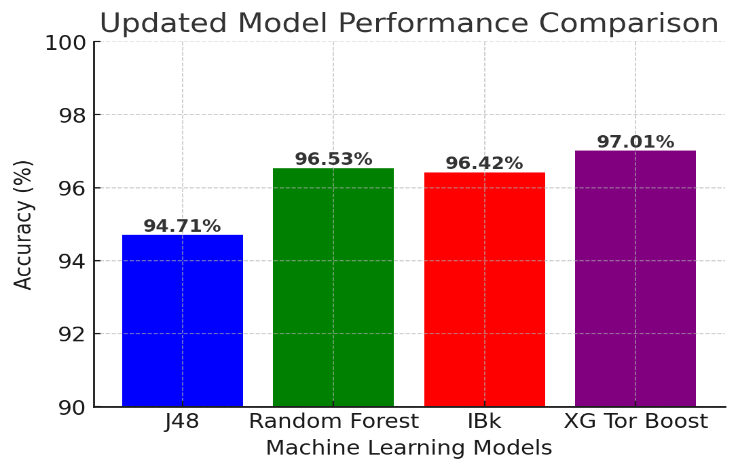 Updated Model Performance Comparison
100
98
96
94
92
90
Accuracy (%)
94.71%
96.53%
96.42%
97.01%
J48
Random Forest
IBk
XG Tor Boost
Machine Learning Models